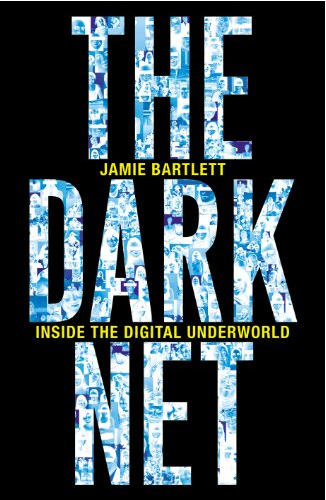 THE
JAMIE BARTLETT
DARK
INSIDE THE DIGITAL UNDERWORLD
NET